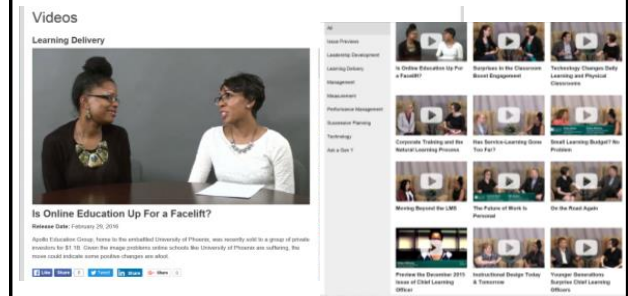 Videos
Learning Delivery
Is Online Education Up For a Facelift?
Release Date: February 29, 2016
Apollo Education Group, home to the embattled University of Phoenix, was recently sold to a group of private
investors for $1.1B. Given the image problems online schools like University of Phoenix are suffering, the
move could indicate some positive changes are afoot.
Like Share Tweet Share Share
All
Issue Previews
Leadership Development
Learning Delivery
Management
Measurement
Performance Management
Succession Planning
Technology
Ask a Gen Y
Is Online Education Up For
a Facelift?
Surprises in the Classroom
Boost Engagement
Technology Changes Daily
Learning and Physical
Classrooms
Corporate Training and the
Natural Learning Process
Has Service-Learning Gone
Too Far?
Small Learning Budget? No
Problem
Moving Beyond the LMS
The Future of Work Is
Personal
On the Road Again
Preview the December 2015
Issue of Chief Learning
Officer
Instructional Design Today
& Tomorrow
Younger Generations
Surprise Chief Learning
Officers